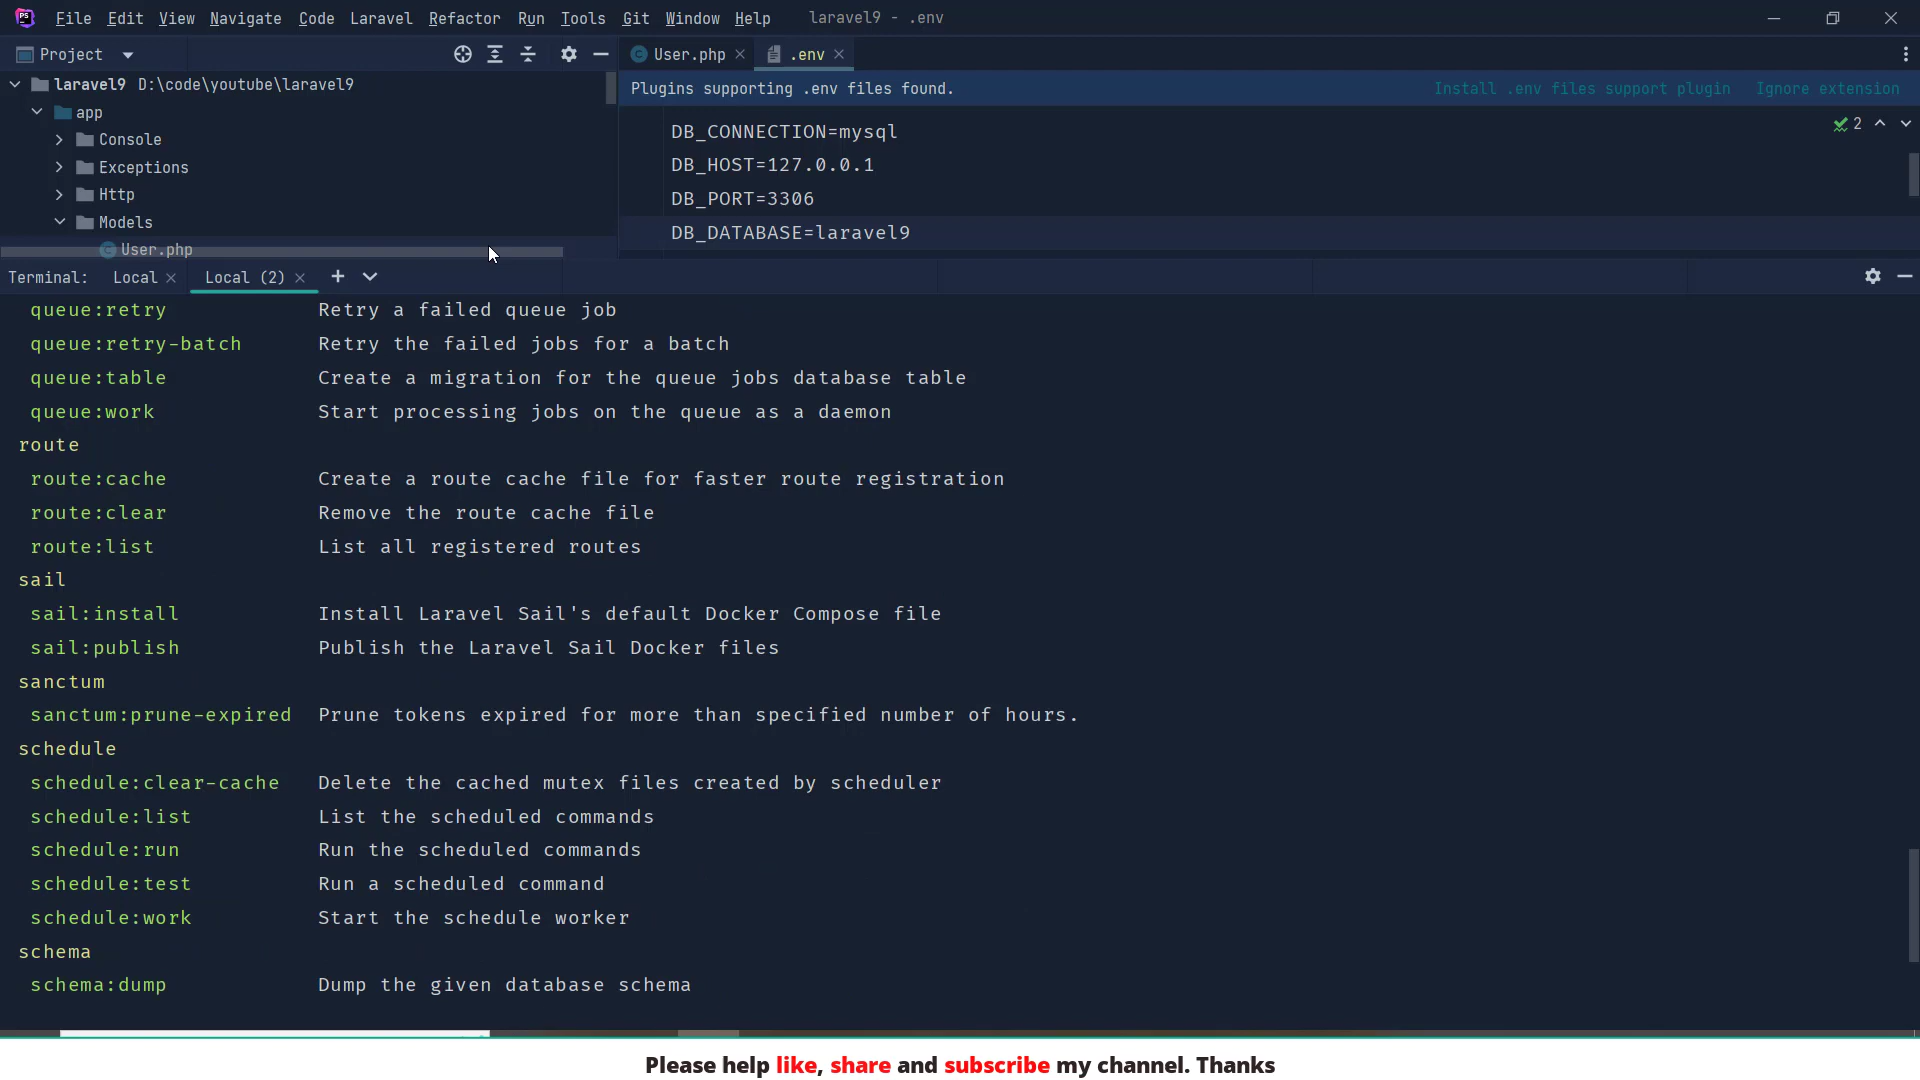 File Edit View Navigate Code Laravel Refactor Run Tools Git Window Help laravel9 - .env
Project
User.php
.env
laravel9 D:\code\youtube\laravel9
app
Console
Exceptions
Http
Models
User.php
Plugins supporting .env files found. Install .env files support plugin Ignore extension
DB_CONNECTION=mysql
2
DB_HOST=127.0.0.1
DB_PORT=3306
DB_DATABASE=laravel9
Terminal: Local Local (2)
queue:retry Retry a failed queue job
queue:retry-batch Retry the failed jobs for a batch
queue:table Create a migration for the queue jobs database table
queue:work Start processing jobs on the queue as a daemon
route
route:cache Create a route cache file for faster route registration
route:clear Remove the route cache file
route:list List all registered routes
sail
sail:install Install Laravel Sail's default Docker Compose file
sail:publish Publish the Laravel Sail Docker files
sanctum
sanctum:prune-expired Prune tokens expired for more than specified number of hours.
schedule
schedule:clear-cache Delete the cached mutex files created by scheduler
schedule:list List the scheduled commands
schedule:run Run the scheduled commands
schedule:test Run a scheduled command
schedule:work Start the schedule worker
schema
schema:dump Dump the given database schema
Please help like, share and subscribe my channel. Thanks